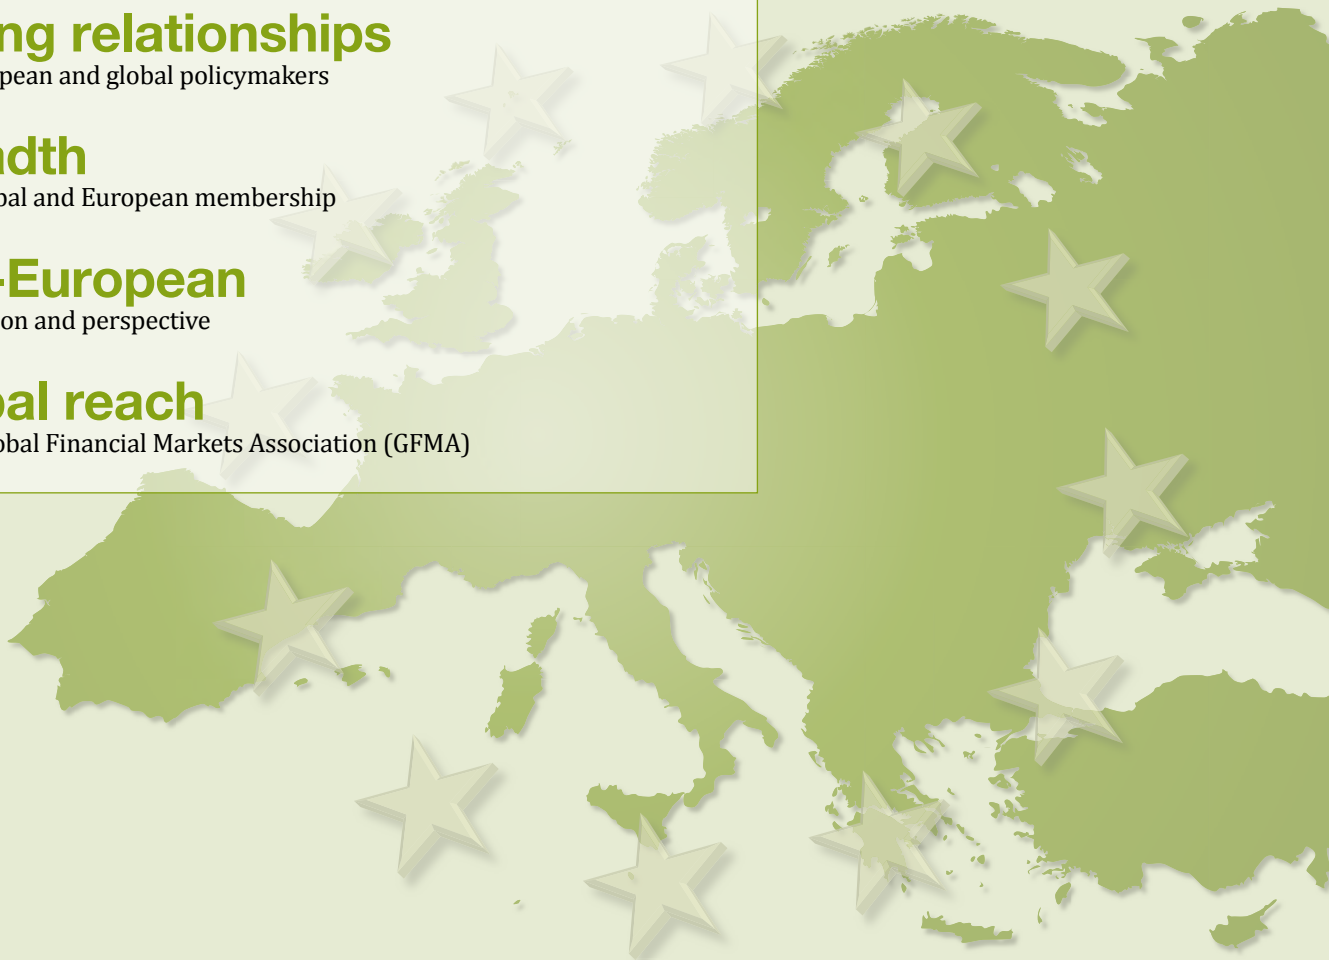 ng relationships
pean and global policymakers
adth
bal and European membership
-European
on and perspective
bal reach
obal Financial Markets Association (GFMA)